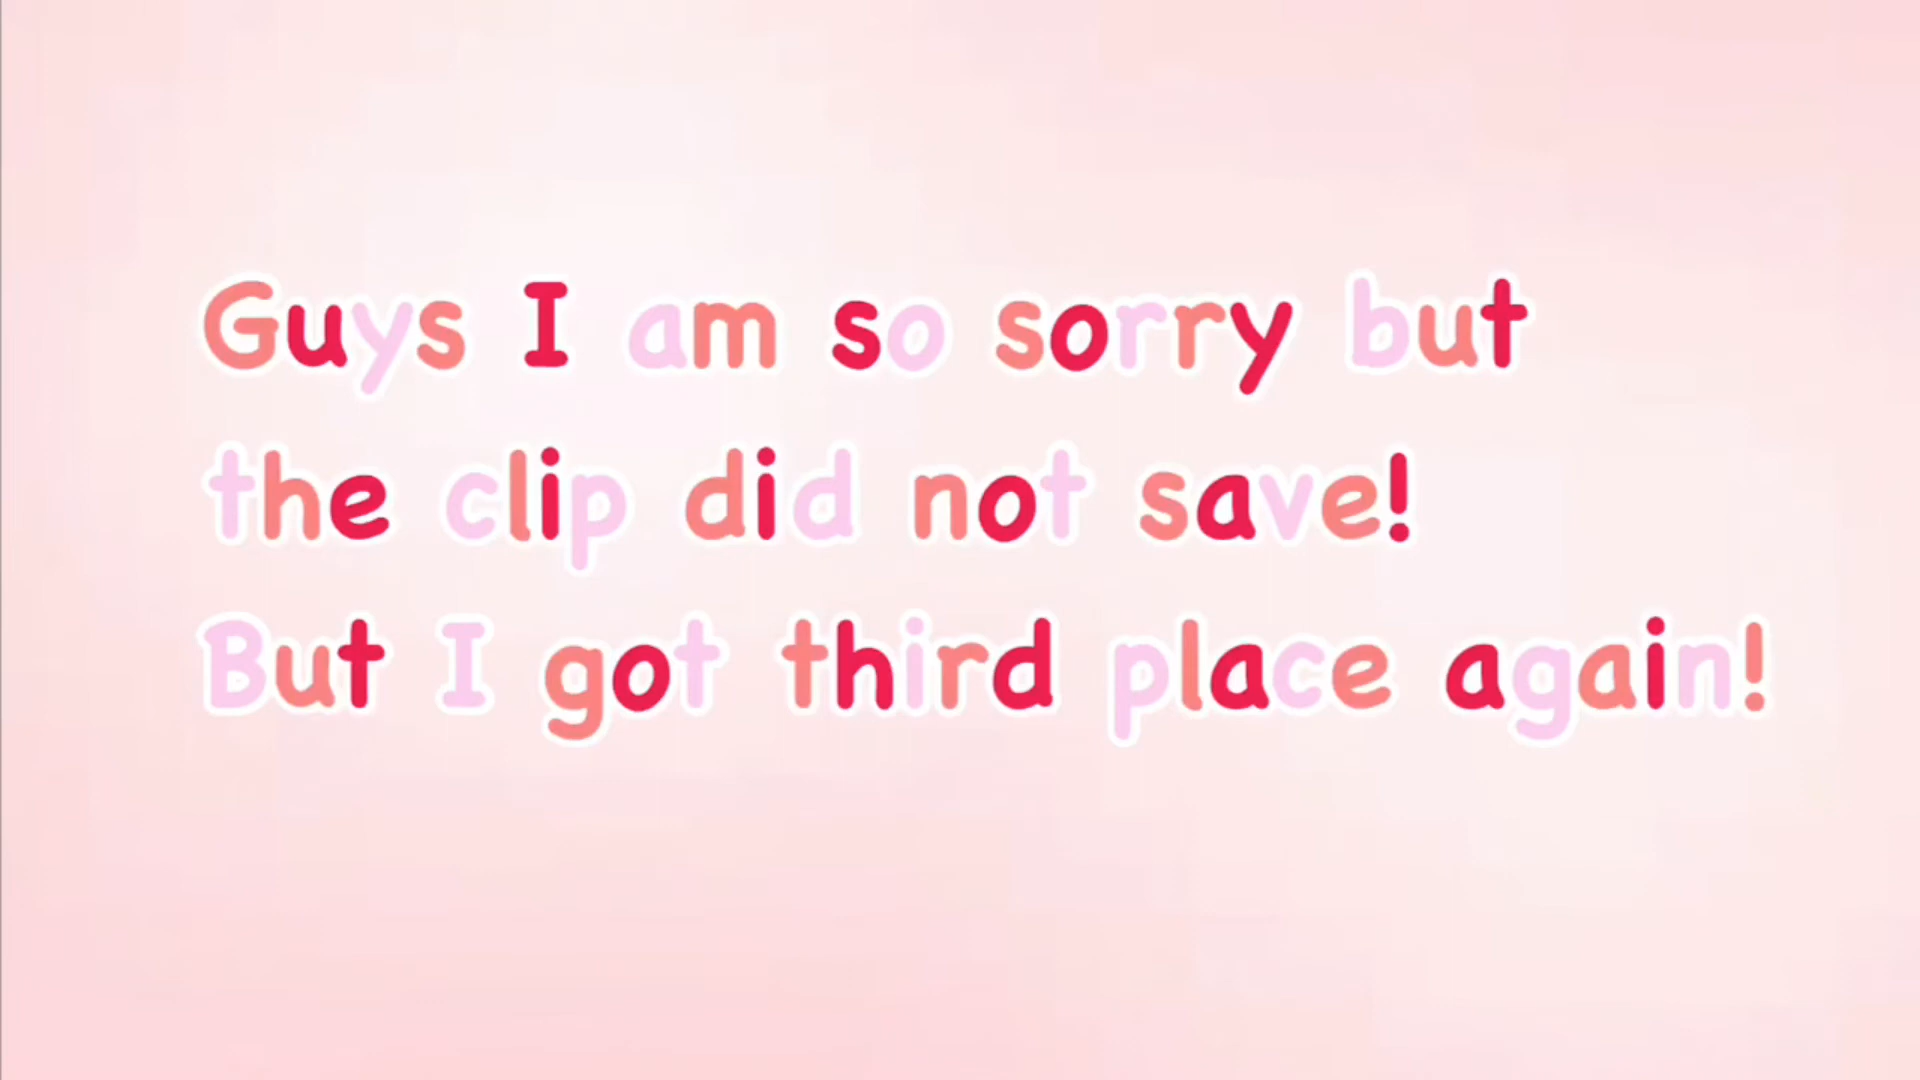 Guys I am so sorry but
the clip did not save!
But I got third place again!